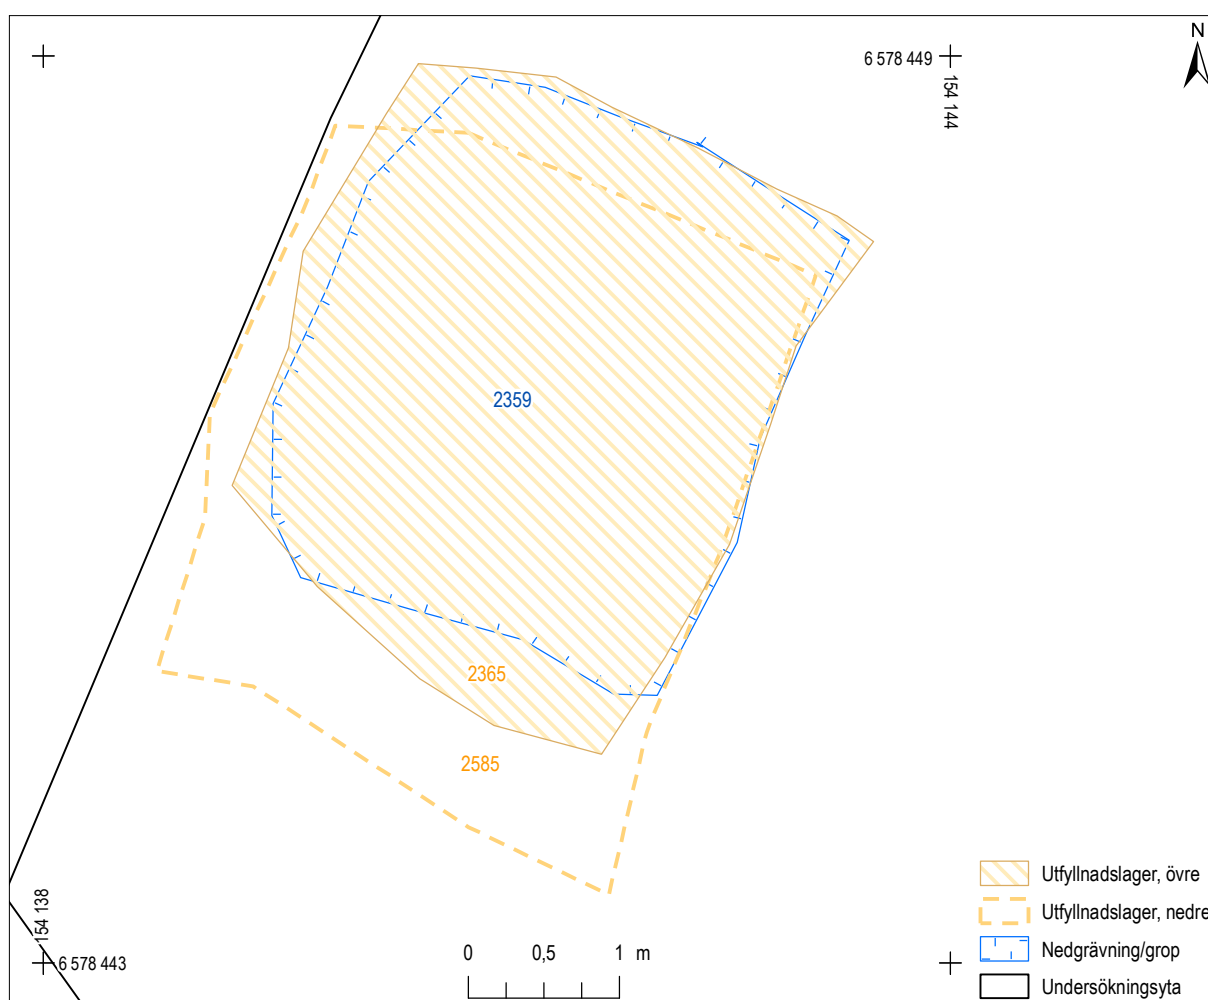 N
6 578 449
154 144
2359
2365
2585
154 138
6 578 443
0 0,5 1 m
Utfyllnadslager, övre
Utfyllnadslager, nedre
Nedgrävning/grop
Undersökningsyta